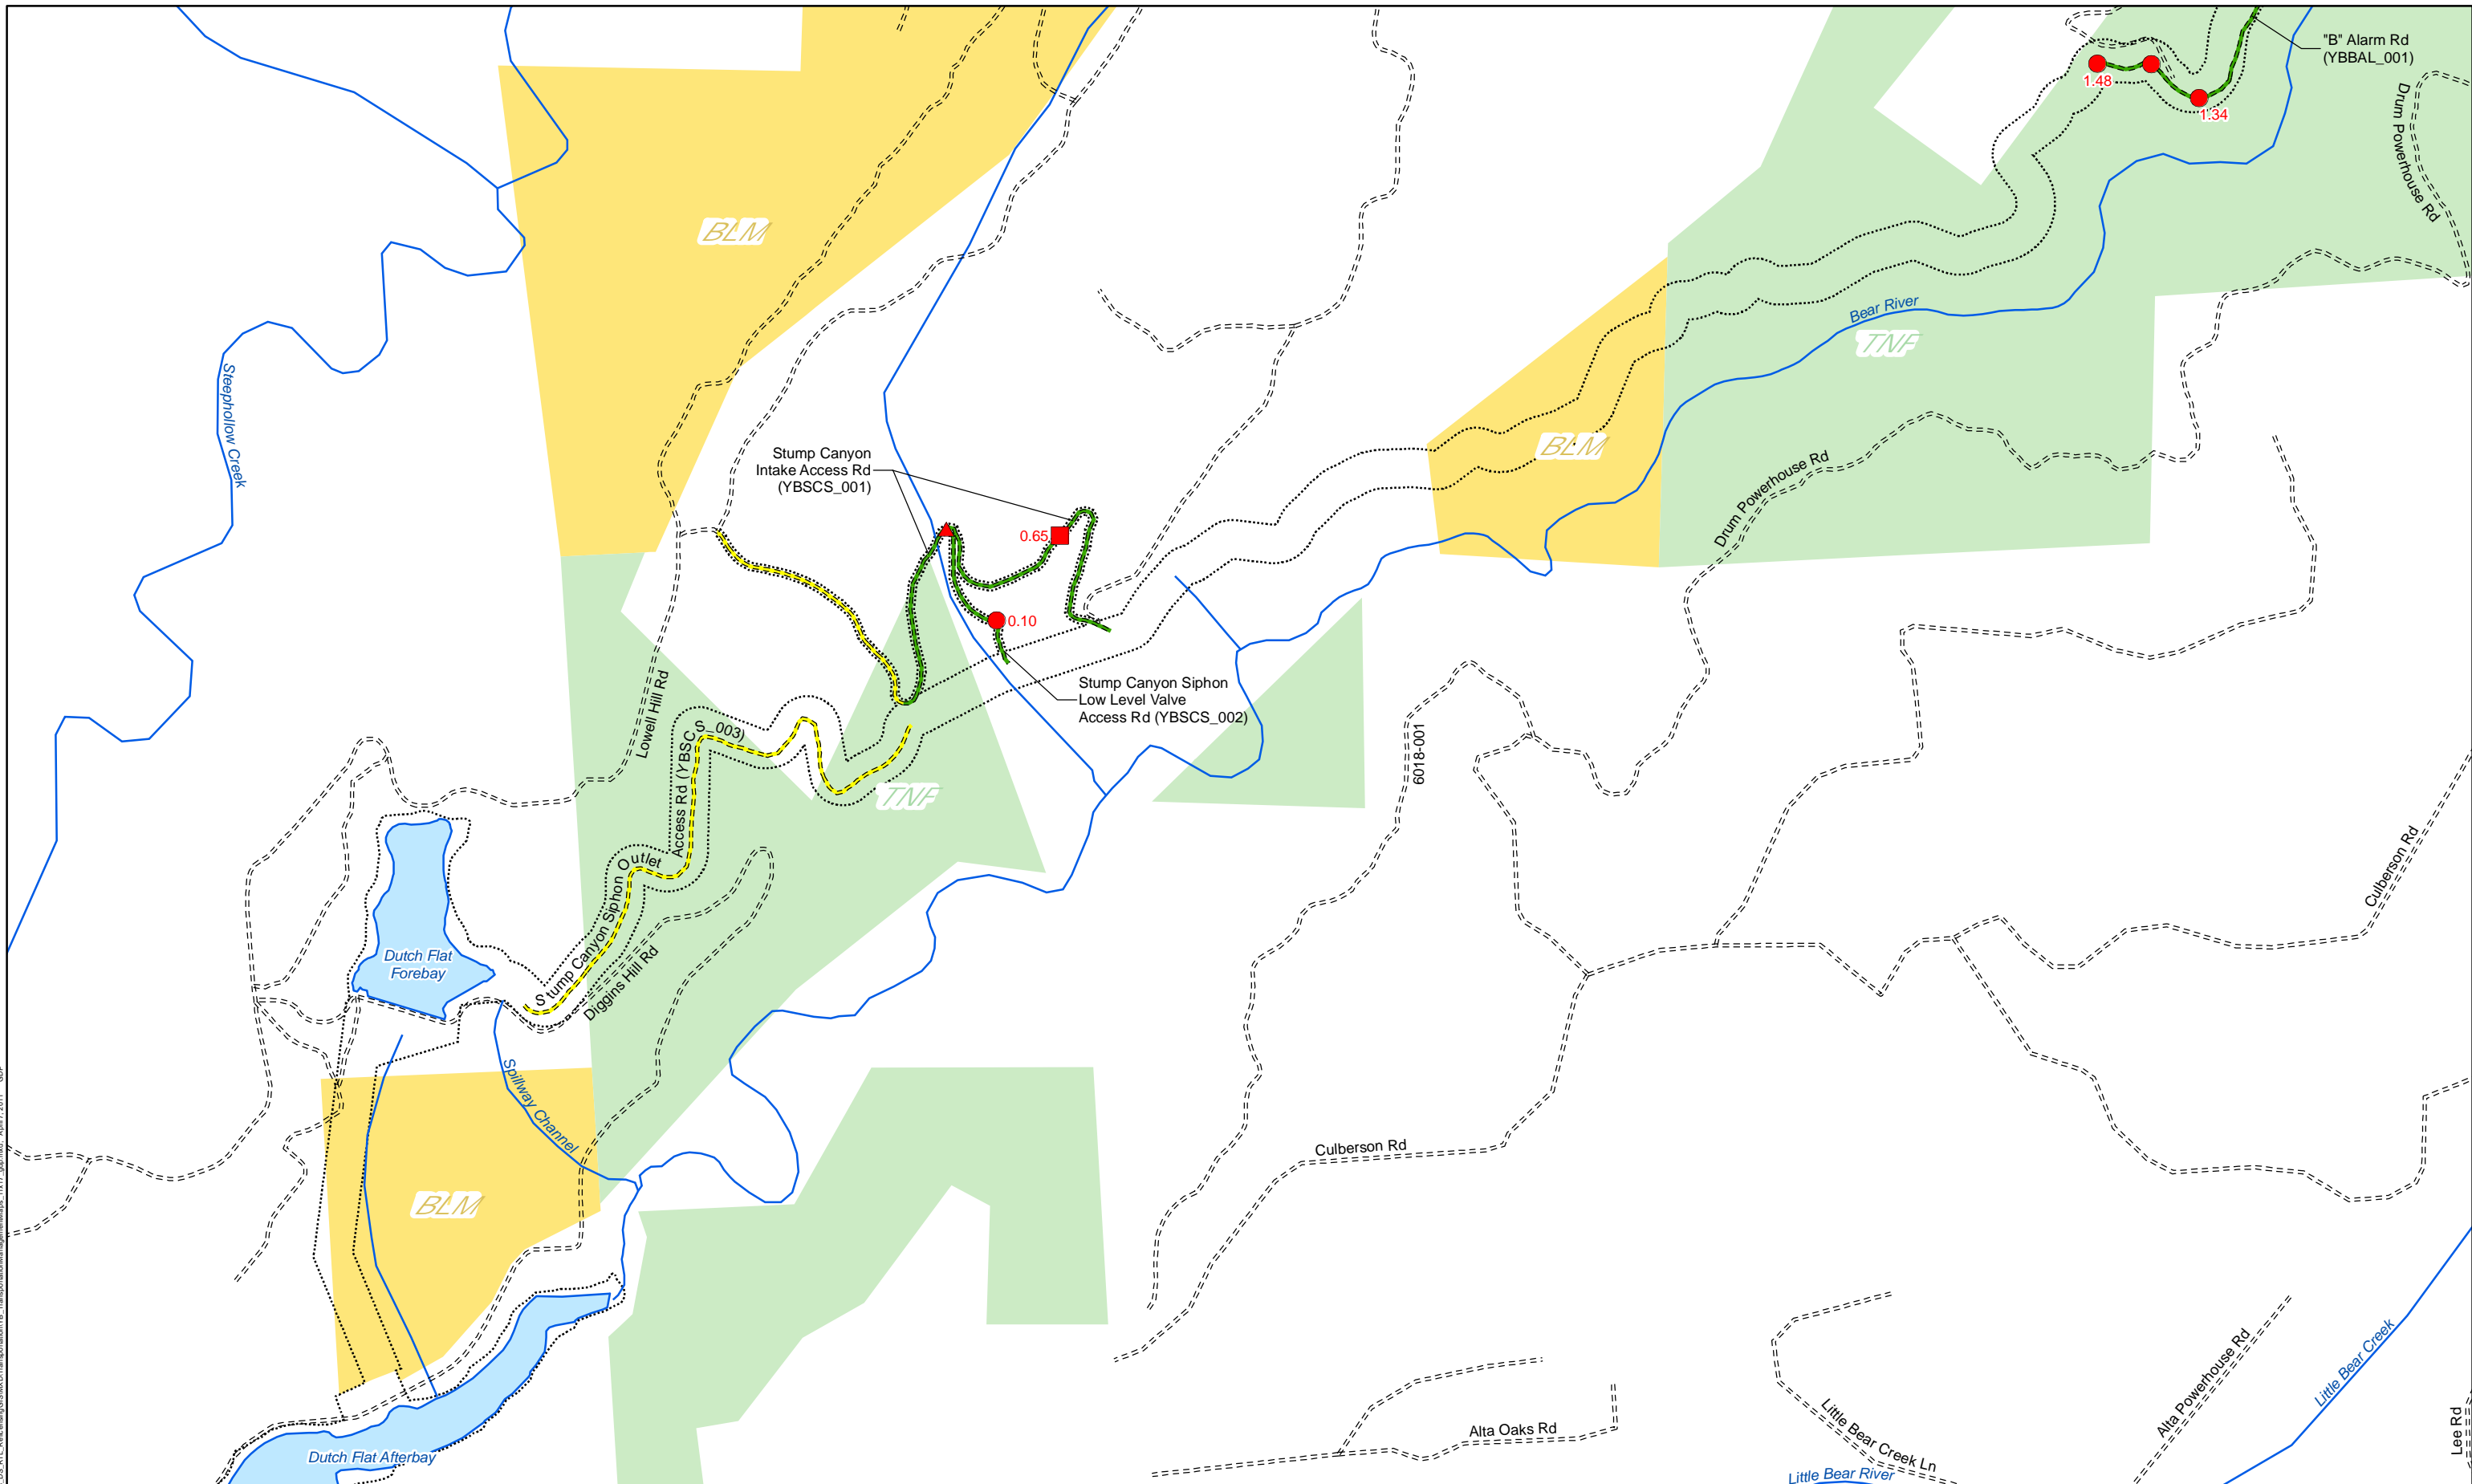 "B" Alarm Rd
(YBBAL_001)
1.48
1.34
Drum Powerhouse Rd
BLM
Bear River
TNF
Steephollow Creek
BLM
Drum Powerhouse Rd
Stump Canyon
Intake Access Rd
(YBSCS_001)
0.65
0.10
Stump Canyon Siphon
Low Level Valve
Access Rd (YBSCS_002)
Lowell Hill Rd
6018-001
TNF
Stump Canyon Siphon Outlet
Access Rd (YBSCS_003)
Culberson Rd
Dutch Flat
Forebay
Diggins Hill Rd
Spillway Channel
Culberson Rd
BLM
Alta Powerhouse Rd
Little Bear Creek
Alta Oaks Rd
Little Bear Creek Ln
Lee Rd
Dutch Flat Afterbay
Little Bear River